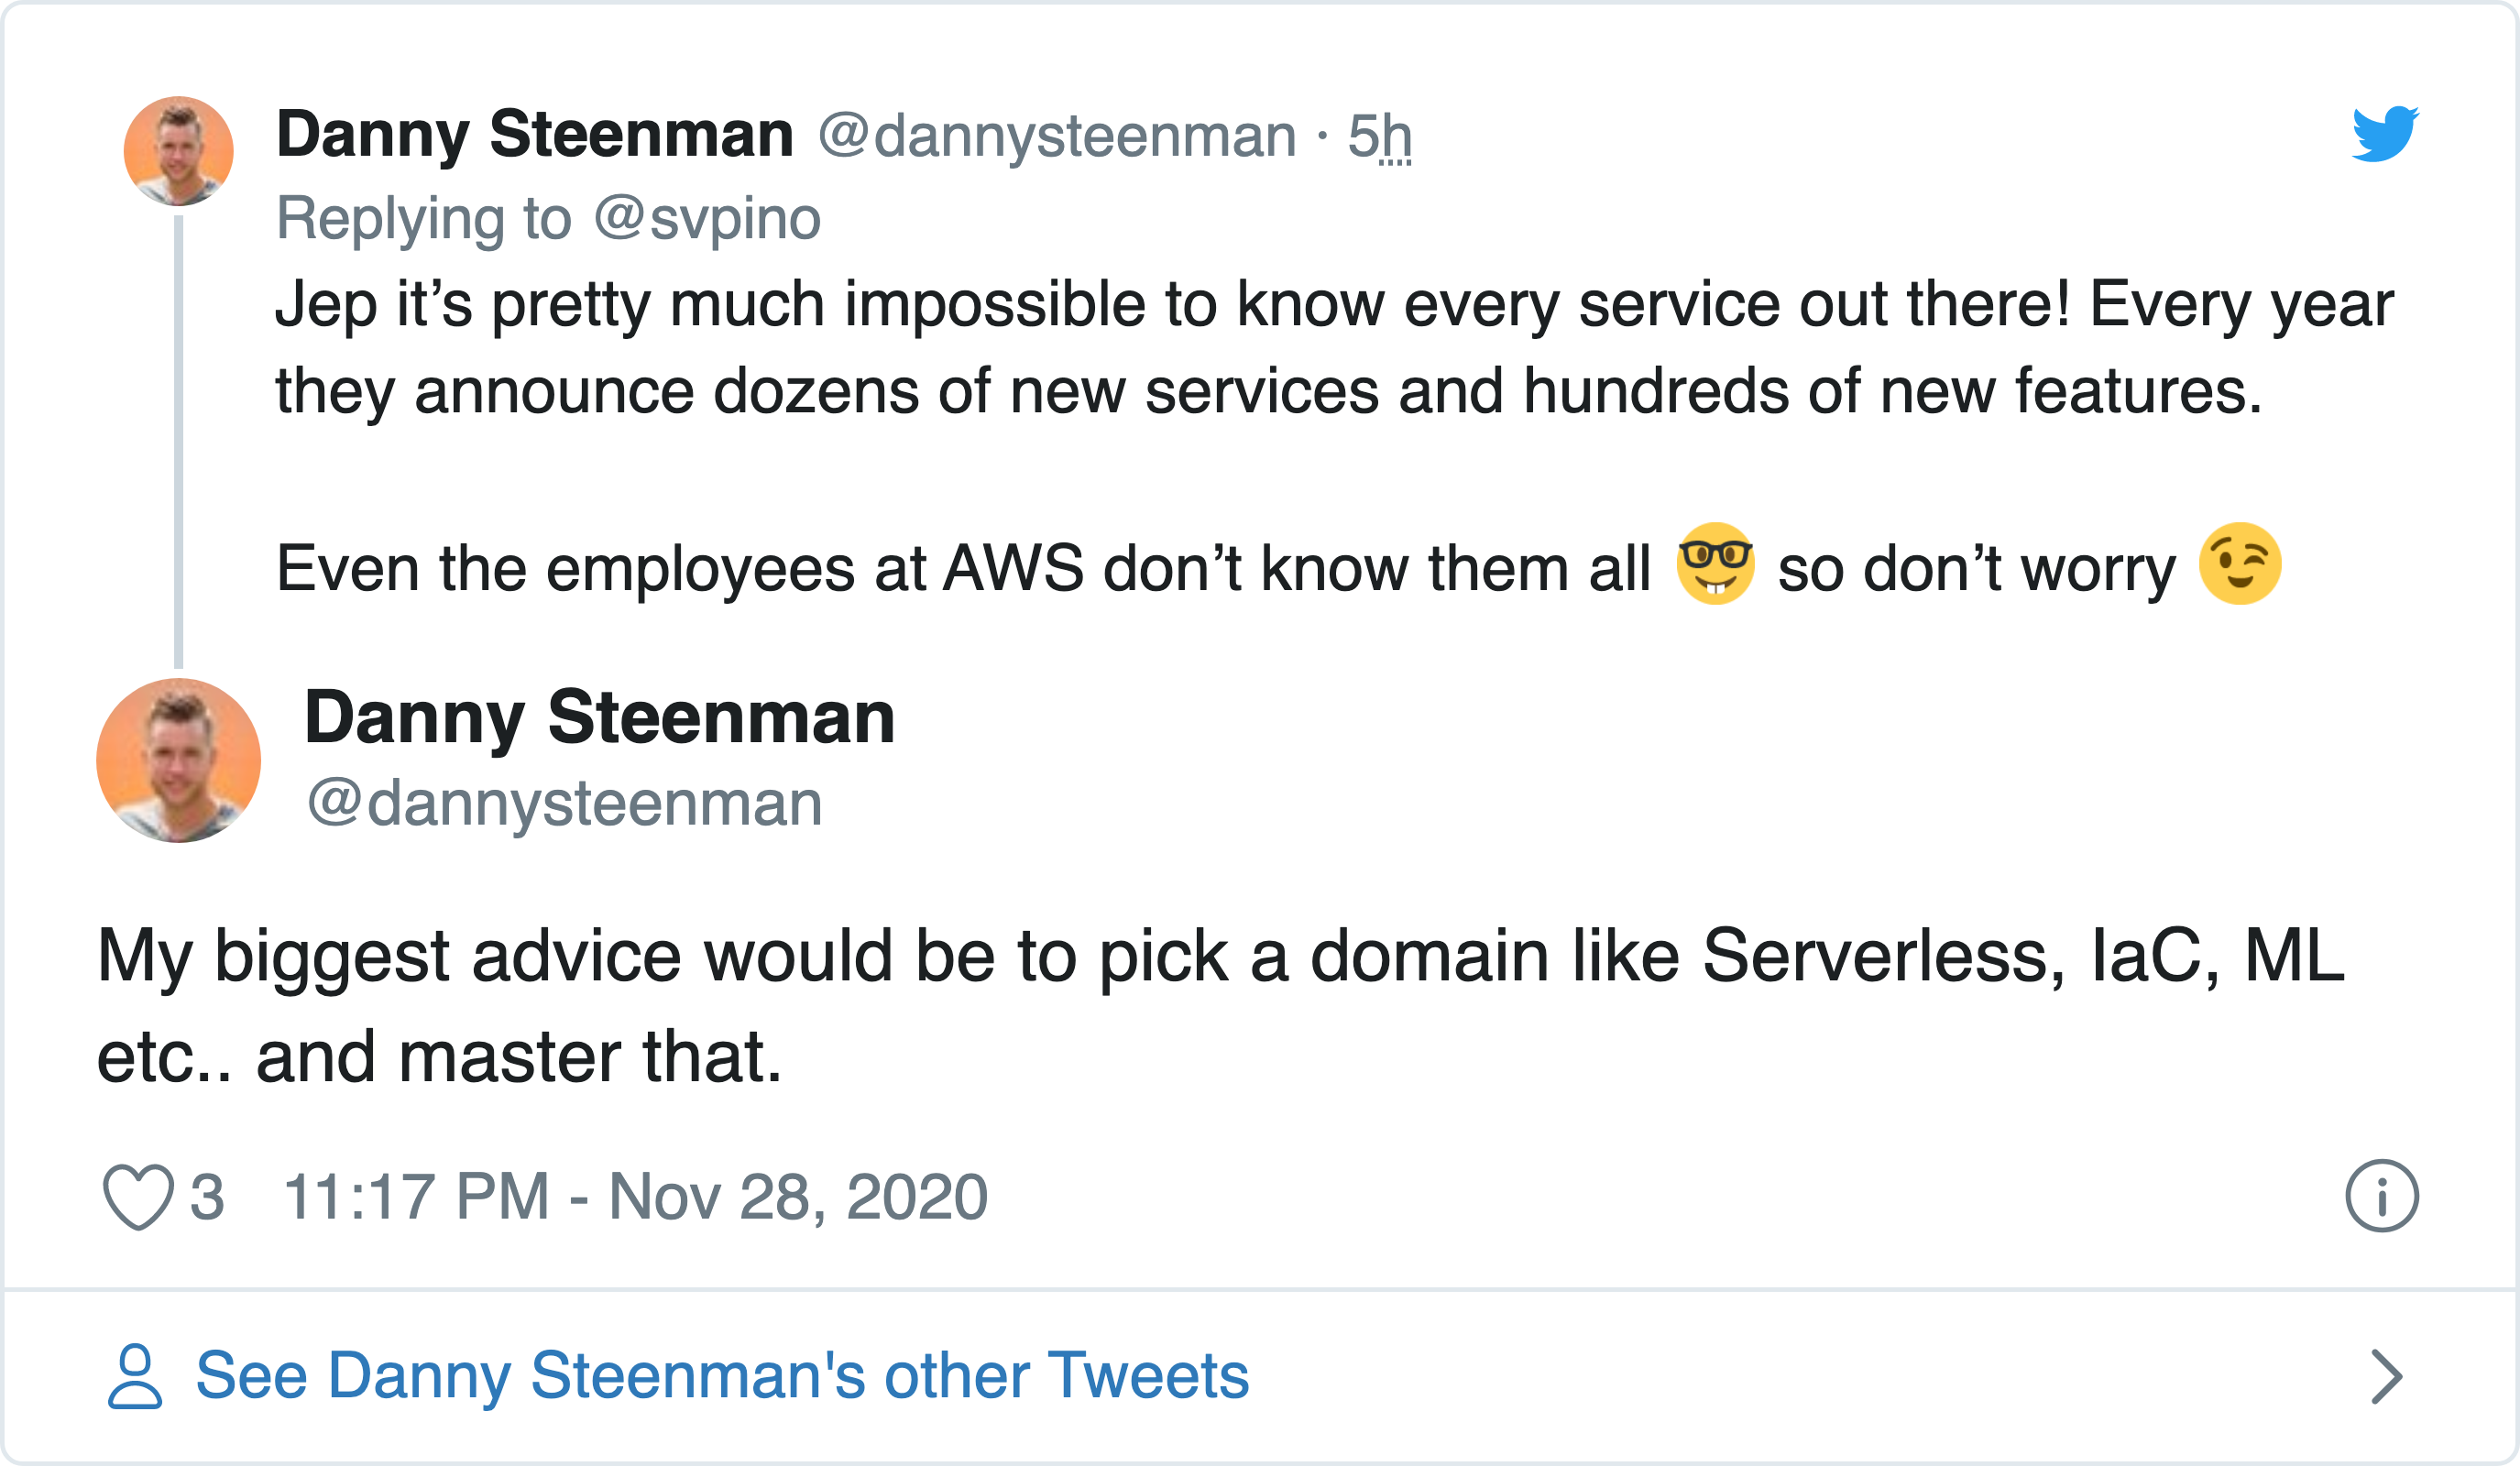 Danny Steenman @dannysteenman · 5h
Replying to @svpino
Jep it’s pretty much impossible to know every service out there! Every year
they announce dozens of new services and hundreds of new features.
Even the employees at AWS don’t know them all 🤓 so don’t worry 😉
Danny Steenman
@dannysteenman
My biggest advice would be to pick a domain like Serverless, IaC, ML
etc.. and master that.
3 11:17 PM - Nov 28, 2020
See Danny Steenman's other Tweets